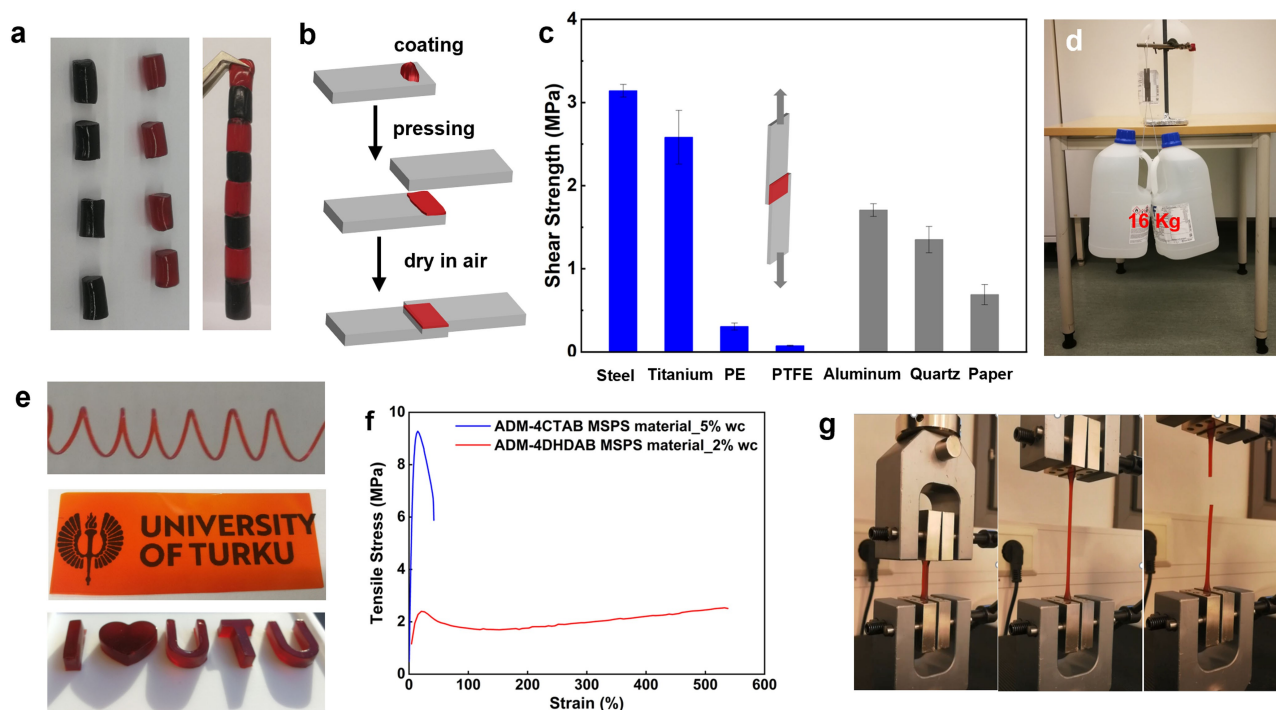 a
b
coating
pressing
dry in air
c
Shear Strength (MPa)
4
3
2
1
0
Steel
Titanium
PE
PTFE
Aluminum
Quartz
Paper
d
16 Kg
e
UNIVERSITY
OF TURKU
I ♥ U T U
f
Tensile Stress (MPa)
10
8
6
4
2
0
ADM-4CTAB MSPS material_5% wc
ADM-4DHDAB MSPS material_2% wc
0
100
200
300
400
500
600
Strain (%)
g